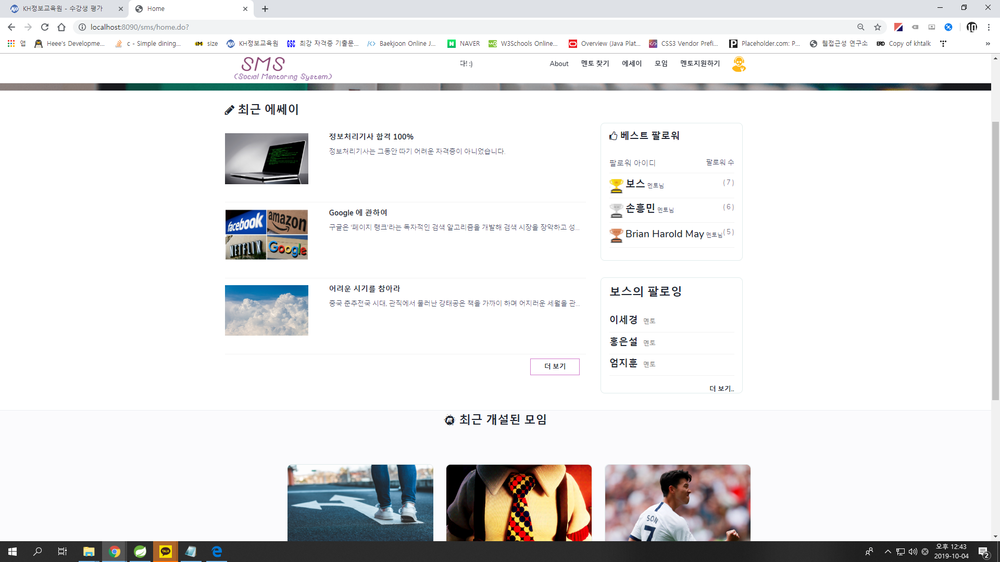 KH정보교육원 - 수강생 평가
Home
localhost:8090/sms/home.do?
앱
Heee's Developme...
c - Simple dining...
size
KH정보교육원
최강 자격증 기출문...
Baekjoon Online J...
NAVER
W3Schools Online...
Overview (Java Plat...
CSS3 Vendor Prefi...
Placeholder.com: P...
웹접근성 연구소
ERD
Copy of khtalk
SMS
(Social Mentoring System)
다! :)
About
멘토 찾기
에세이
모임
멘토지원하기
최근 에쎄이
정보처리기사 합격 100%
정보처리기사는 그동안 따기 어려운 자격증이 아니었습니다.
facebook
amazon
NETFLIX
Google
Google 에 관하여
구글은 '페이지 랭크'라는 독자적인 검색 알고리즘을 개발해 검색 시장을 장악하고 성...
어려운 시기를 참아라
중국 춘추전국 시대, 관직에서 물러난 강태공은 책을 가까이 하며 어지러운 세월을 관...
더 보기
베스트 팔로워
팔로워 아이디 팔로워 수
보스 멘토님 ( 7 )
손흥민 멘토님 ( 6 )
Brian Harold May 멘토님 ( 5 )
보스의 팔로잉
이세경 멘토
홍은설 멘토
엄지훈 멘토
더 보기..
최근 개설된 모임
SON
7
TALK
오후 12:43
2019-10-04
2